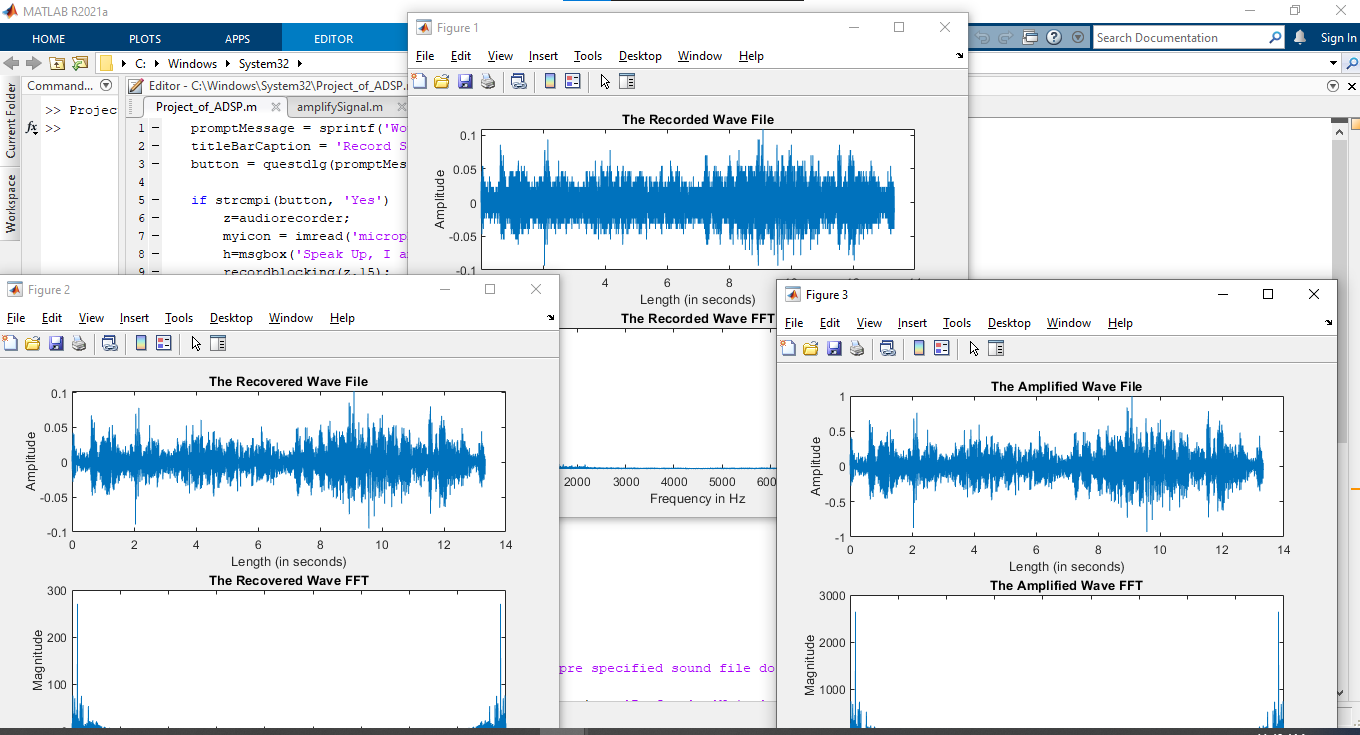 MATLAB R2021a
HOME PLOTS APPS EDITOR
Search Documentation
Sign In
C: Windows System32
Current Folder
Workspace
Command...
>> Projec
fx >>
Editor - C:\Windows\System32\Project_of_ADSP.
Project_of_ADSP.m amplifySignal.m
1 promptMessage = sprintf('Wo
2 titleBarCaption = 'Record S
3 button = questdlg(promptMes
4
5 if strcmpi(button, 'Yes')
6 z=audiorecorder;
7 myicon = imread('microp
8 h=msgbox('Speak Up, I a
9 recordblocking(z,15);
pre specified sound file do
Figure 1
File Edit View Insert Tools Desktop Window Help
The Recorded Wave File
Amplitude
0.1
0.05
0
-0.05
-0.1
4 6 8 10 12 14
Length (in seconds)
The Recorded Wave FFT
2000 3000 4000 5000 600
Frequency in Hz
Figure 2
File Edit View Insert Tools Desktop Window Help
The Recovered Wave File
Amplitude
0.1
0.05
0
-0.05
-0.1
0 2 4 6 8 10 12 14
Length (in seconds)
The Recovered Wave FFT
Magnitude
300
200
100
Figure 3
File Edit View Insert Tools Desktop Window Help
The Amplified Wave File
Amplitude
1
0.5
0
-0.5
-1
0 2 4 6 8 10 12 14
Length (in seconds)
The Amplified Wave FFT
Magnitude
3000
2000
1000